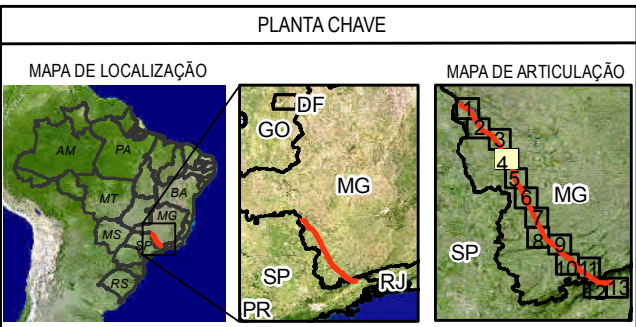 PLANTA CHAVE
MAPA DE LOCALIZAÇÃO
AM
PA
MT
BA
MG
MS
SP
RS
DF
GO
MG
SP
RJ
PR
MAPA DE ARTICULAÇÃO
1
2
3
4
5
6
7
8
9
10
11
12
13
MG
SP